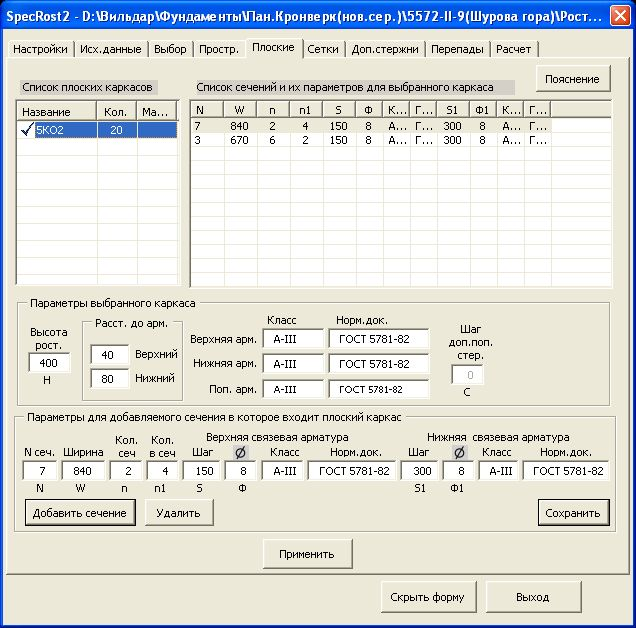 SpecRost2 - D:\Вильдар\Фундаменты\Пан.Кронверк(нов.сер.)\5572-II-9(Шурова гора)\Рост...
Настройки Исх.данные Выбор Простр. Плоские Сетки Доп.стержни Перепады Расчет
Пояснение
Список плоских каркасов Список сечений и их параметров для выбранного каркаса
Название Кол. Ма... N W n n1 S Ф К... Г... S1 Ф1 К... Г...
5КО2 20 7 840 2 4 150 8 А... Г... 300 8 А... Г...
3 670 6 2 150 8 А... Г... 300 8 А... Г...
Параметры выбранного каркаса
Класс Норм.док.
Высота рост. Расст. до арм. Шаг доп.поп. стер.
Верхняя арм. А-III ГОСТ 5781-82
400 40 Верхний Нижняя арм. А-III ГОСТ 5781-82 0
Н 80 Нижний Поп. арм. А-III ГОСТ 5781-82 С
Параметры для добавляемого сечения в которое входит плоский каркас
Кол. Кол. Верхняя связевая арматура Нижняя связевая арматура
N сеч. Ширина сеч в сеч Шаг Ø Класс Норм.док. Шаг Ø Класс Норм.док.
7 840 2 4 150 8 А-III ГОСТ 5781-82 300 8 А-III ГОСТ 5781-82
N W n n1 S Ф S1 Ф1
Добавить сечение Удалить Сохранить
Применить
Скрыть форму Выход